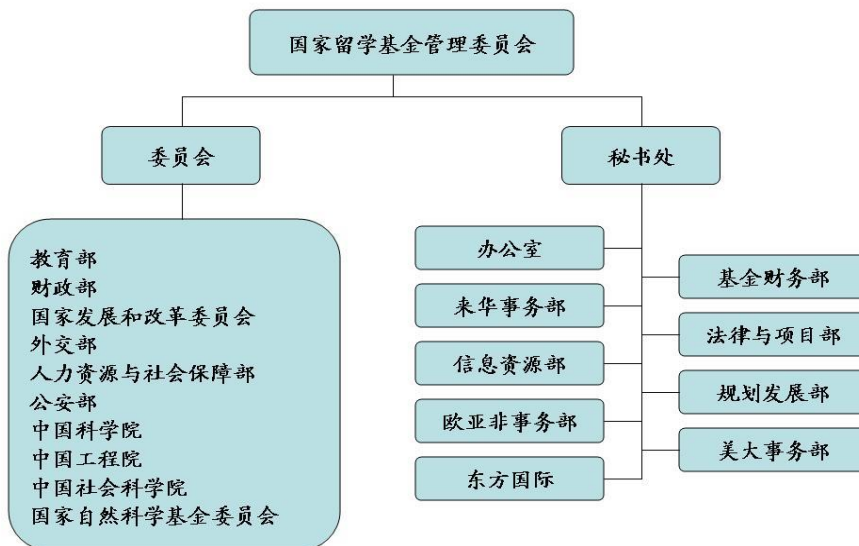 国家留学基金管理委员会
委员会
秘书处
教育部
财政部
国家发展和改革委员会
外交部
人力资源与社会保障部
公安部
中国科学院
中国工程院
中国社会科学院
国家自然科学基金委员会
办公室
来华事务部
信息资源部
欧亚非事务部
东方国际
基金财务部
法律与项目部
规划发展部
美大事务部